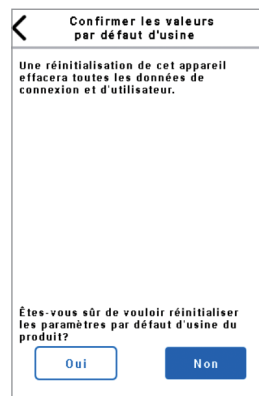 Confirmer les valeurs
par défaut d'usine
Une réinitialisation de cet appareil
effacera toutes les données de
connexion et d'utilisateur.
Êtes-vous sûr de vouloir réinitialiser
les paramètres par défaut d'usine du
produit?
Oui
Non